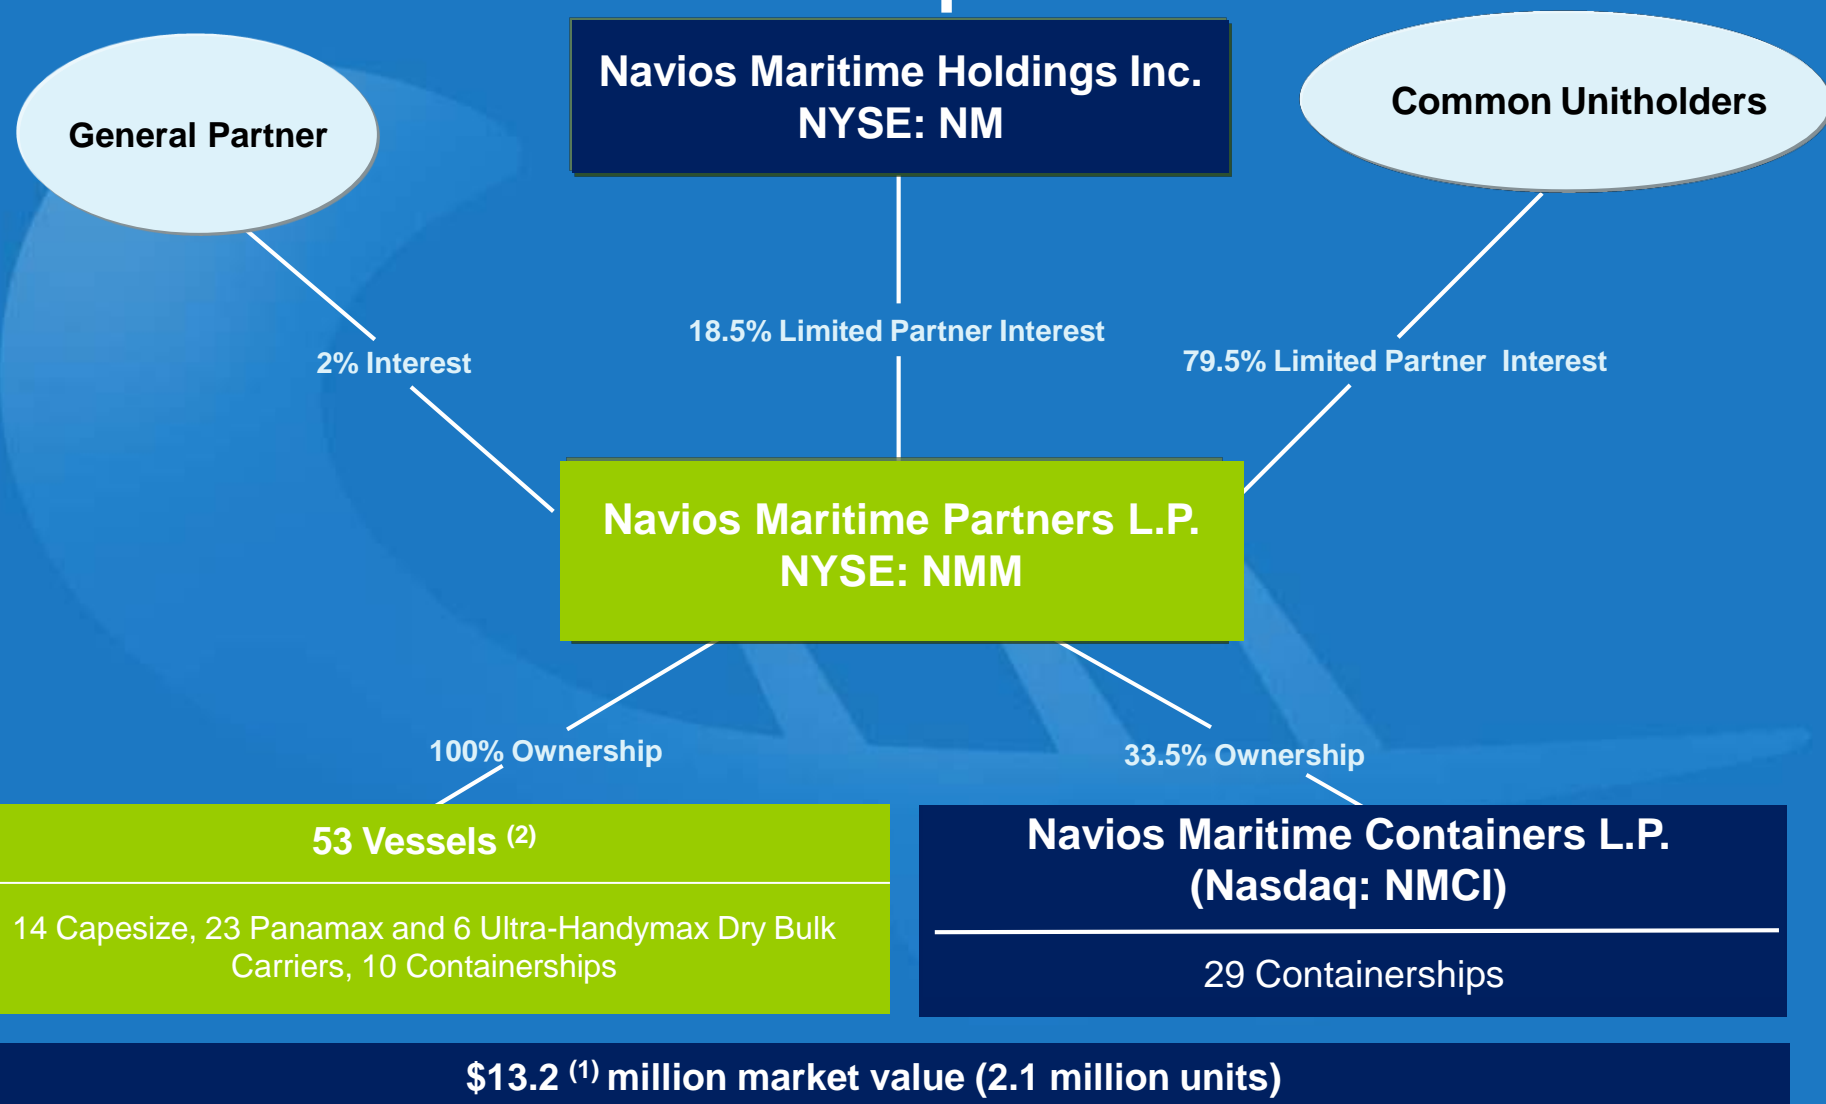 General Partner
Navios Maritime Holdings Inc.
NYSE: NM
Common Unitholders
2% Interest
18.5% Limited Partner Interest
79.5% Limited Partner Interest
Navios Maritime Partners L.P.
NYSE: NMM
100% Ownership
33.5% Ownership
53 Vessels (2)
14 Capesize, 23 Panamax and 6 Ultra-Handymax Dry Bulk
Carriers, 10 Containerships
Navios Maritime Containers L.P.
(Nasdaq: NMCI)
29 Containerships
$13.2 (1) million market value (2.1 million units)